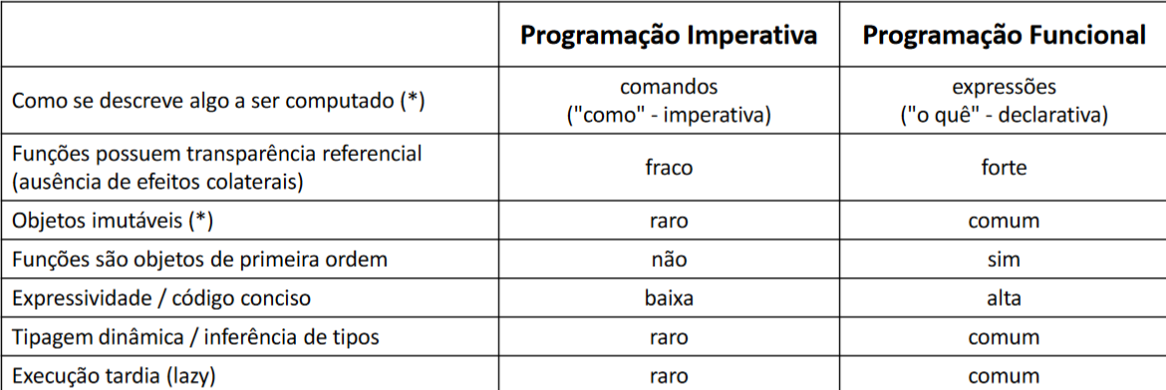 Programação Imperativa
Programação Funcional
Como se descreve algo a ser computado (*)
comandos
("como" - imperativa)
expressões
("o quê" - declarativa)
Funções possuem transparência referencial
(ausência de efeitos colaterais)
fraco
forte
Objetos imutáveis (*)
raro
comum
Funções são objetos de primeira ordem
não
sim
Expressividade / código conciso
baixa
alta
Tipagem dinâmica / inferência de tipos
raro
comum
Execução tardia (lazy)
raro
comum